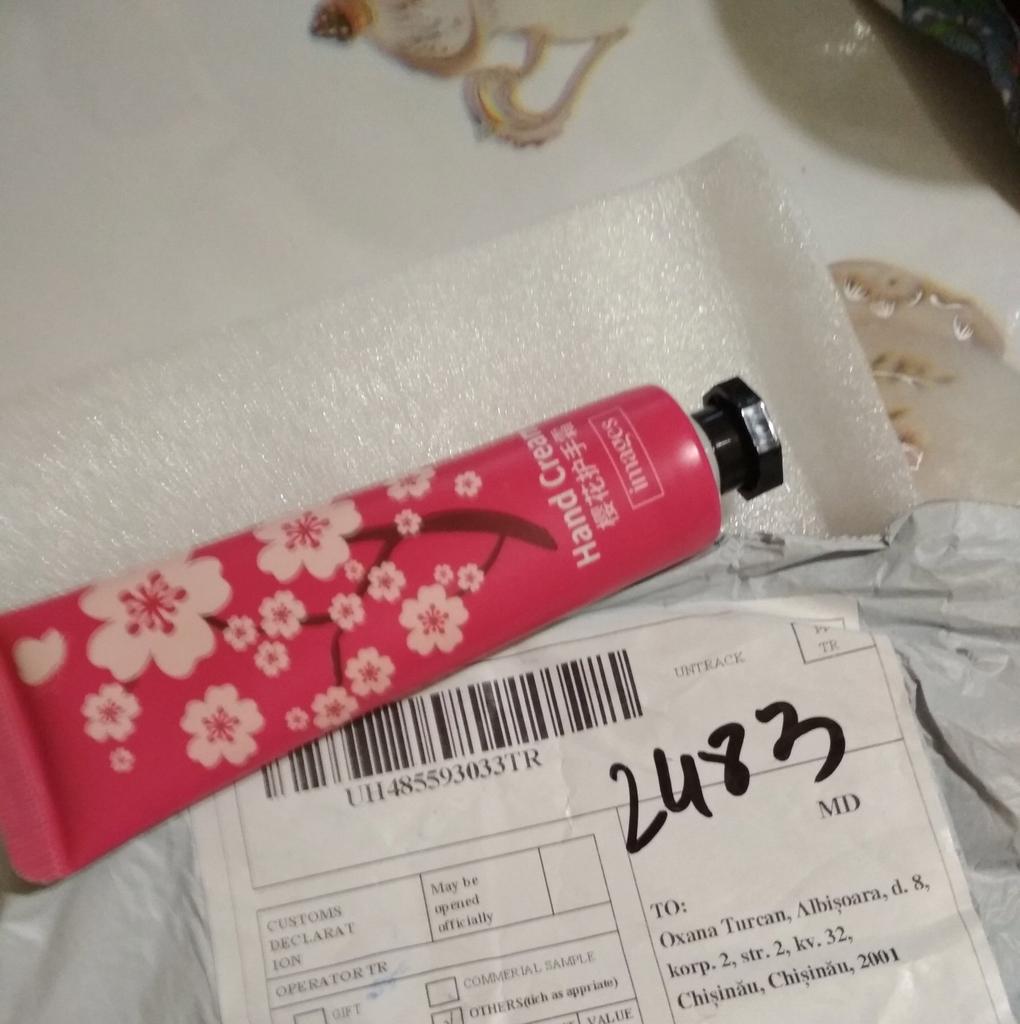 images
樱花护手霜
Hand Cream
UNTRACK
TR
UH485593033TR
2483
MD
CUSTOMS
DECLARAT
ION
May be
opened
officially
OPERATOR TR
GIFT
COMMERIAL SAMPLE
OTHERS(tich as appriate)
VALUE
TO:
Oxana Turcan, Albișoara, d. 8,
korp. 2, str. 2, kv. 32,
Chișinău, Chișinău, 2001